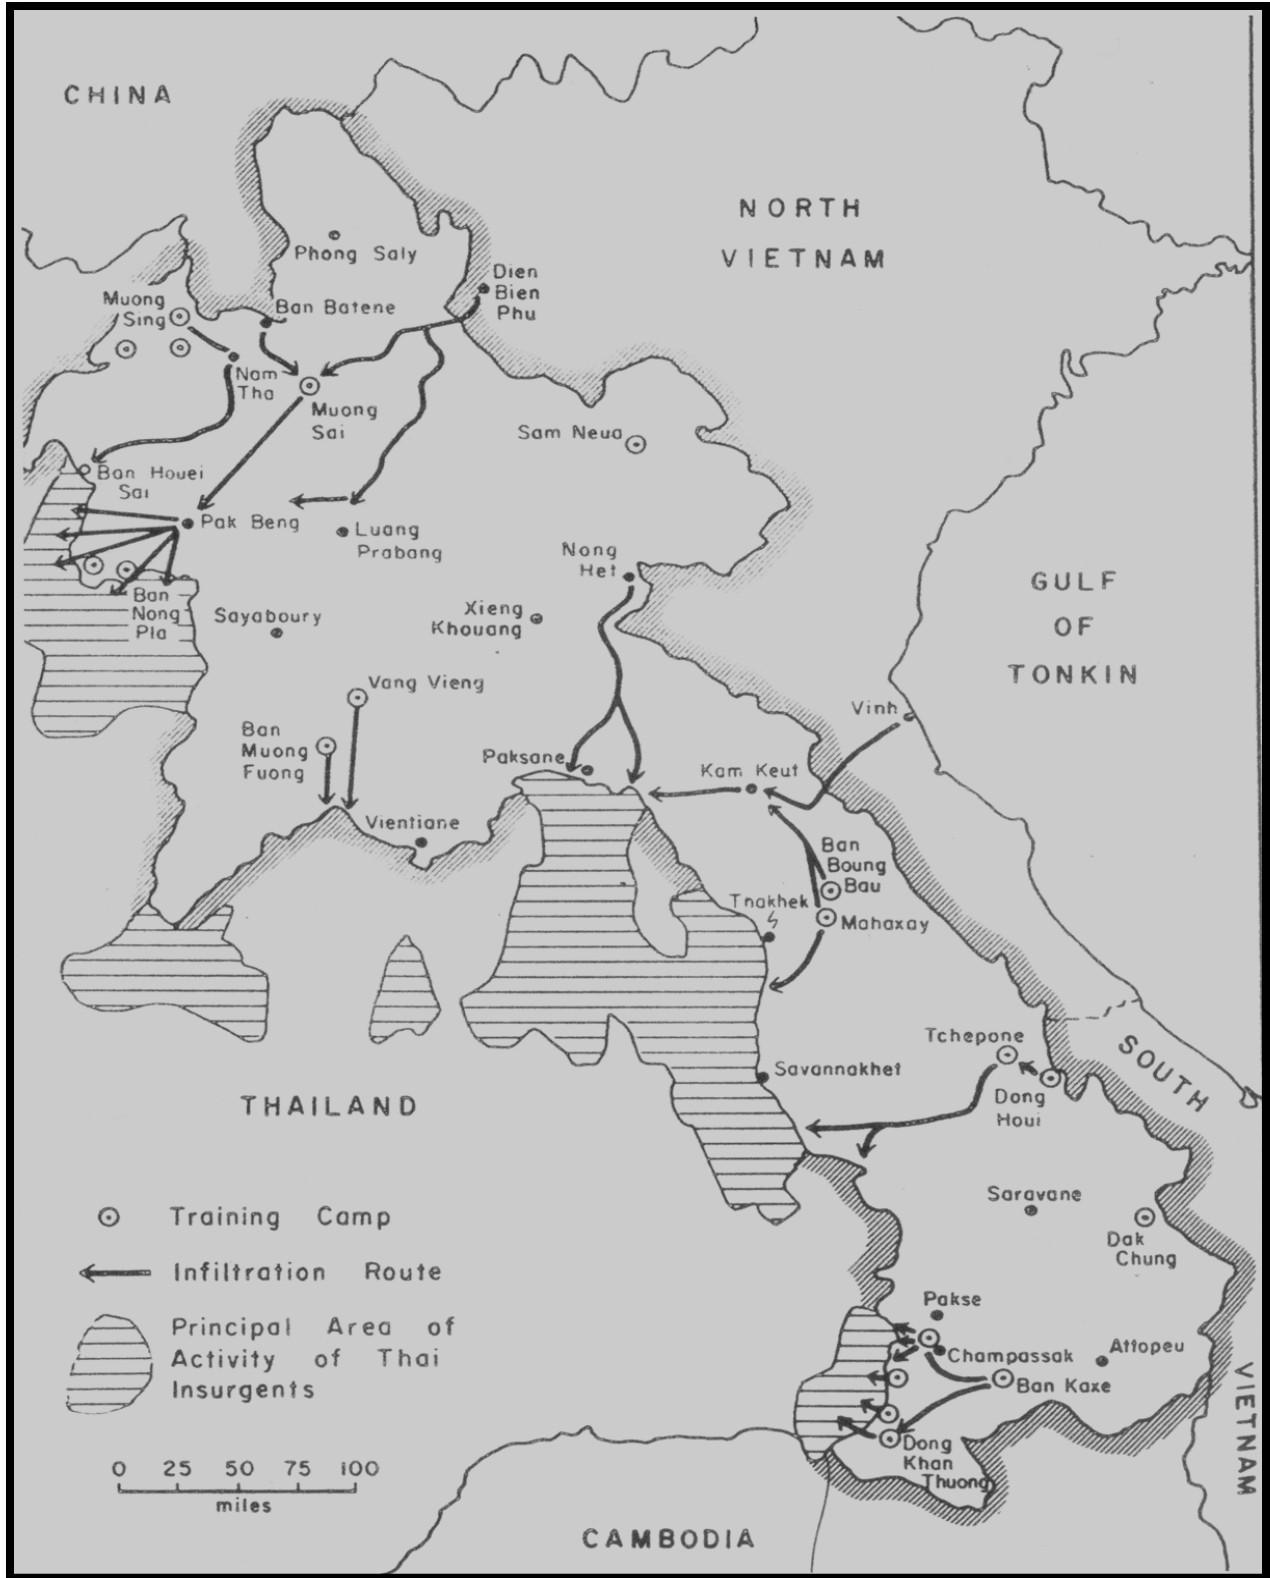 CHINA
NORTH
VIETNAM
Phong Saly
Dien
Bien
Phu
Muong
Sing
Ban Batene
Nam
Tha
Muong
Sai
Sam Neua
Ban Houei
Sai
Pak Beng
Luang
Prabang
Nong
Het
GULF
OF
TONKIN
Ban
Nong
Pla
Sayaboury
Xieng
Khouang
Vang Vieng
Vinh
Ban
Muong
Fuong
Paksane
Kam Keut
Vientiane
Ban
Boung
Bau
Tnakhek
Mahaxay
Tchepone
SOUTH
Savannakhet
Dong
Houi
THAILAND
Saravane
Training Camp
Dak
Chung
Infiltration Route
Pakse
Principal Area of
Activity of Thai
Insurgents
Champassak
Attopeu
Ban Kaxe
VIETNAM
Dong
Khan
Thuong
0 25 50 75 100
miles
CAMBODIA